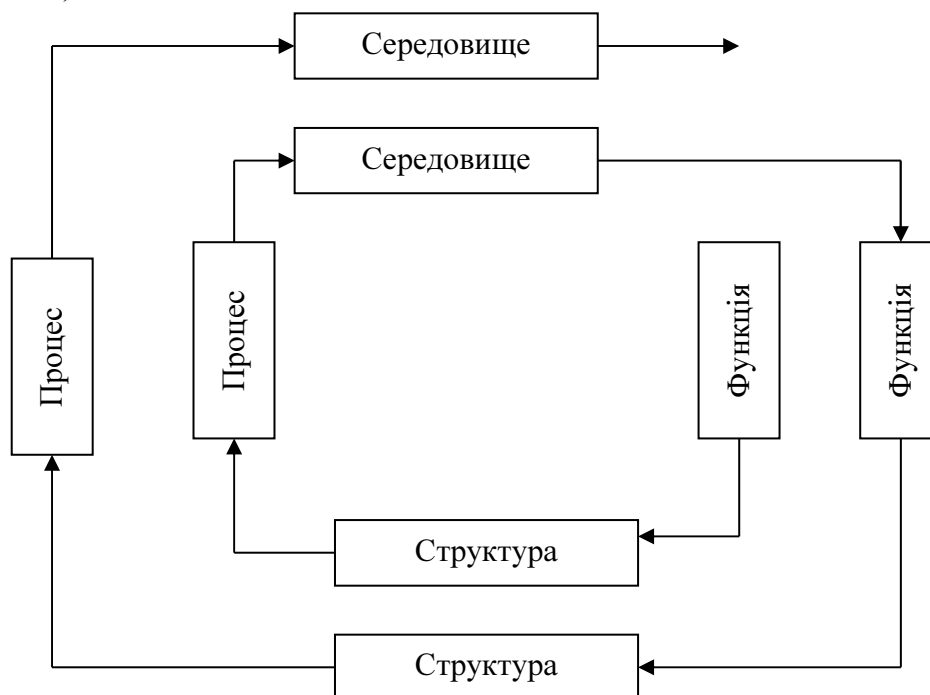 Середовище
Середовище
Процес
Процес
Функція
Функція
Структура
Структура